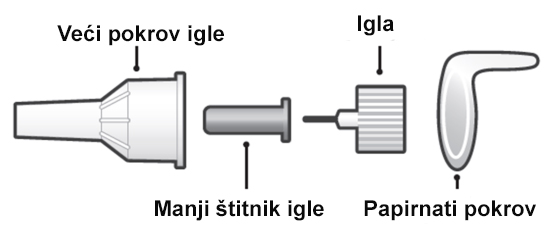 Veći pokrov igle
Igla
Manji štitnik igle
Papirnati pokrov